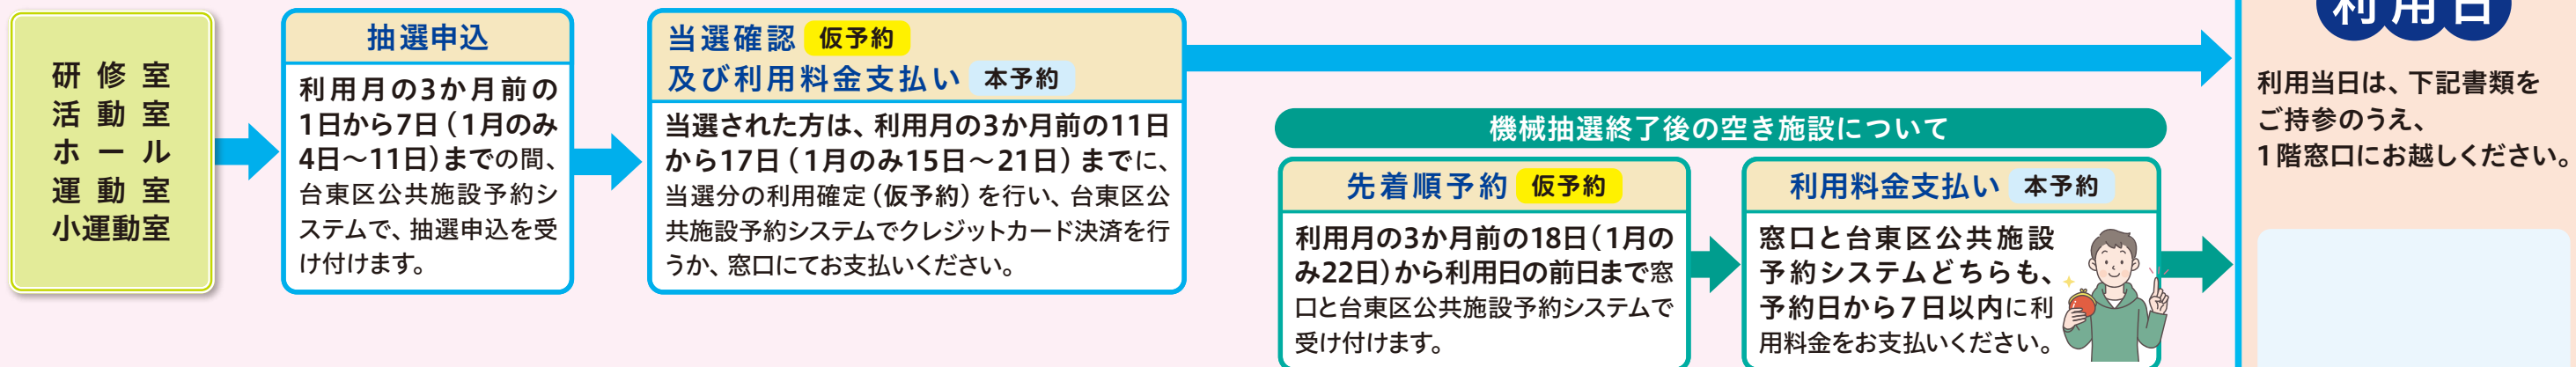 研修室
活動室
ホール
運動室
小運動室
抽選申込
利用月の3か月前の
1日から7日（1月のみ
4日～11日）までの間、
台東区公共施設予約シ
ステムで、抽選申込を受
け付けます。
当選確認 仮予約
及び利用料金支払い 本予約
当選された方は、利用月の3か月前の11日
から17日（1月のみ15日～21日）までに、
当選分の利用確定（仮予約）を行い、台東区公
共施設予約システムでクレジットカード決済を行
うか、窓口にてお支払いください。
機械抽選終了後の空き施設について
先着順予約 仮予約
利用月の3か月前の18日（1月の
み22日）から利用日の前日まで窓
口と台東区公共施設予約システムで
受け付けます。
利用料金支払い 本予約
窓口と台東区公共施設
予約システムどちらも、
予約日から7日以内に利
用料金をお支払いください。
利用日
利用当日は、下記書類を
ご持参のうえ、
1階窓口にお越しください。